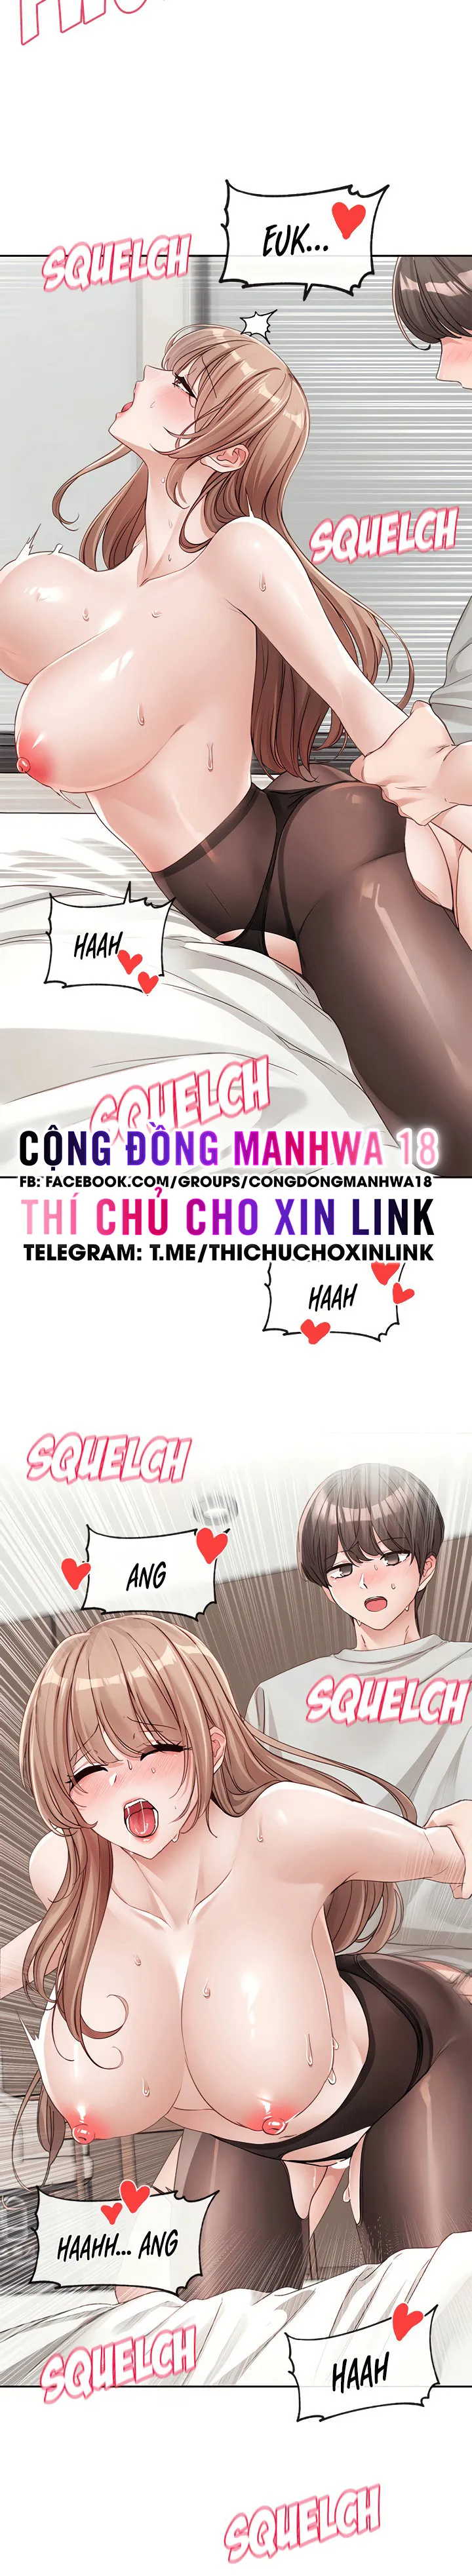 EUK...
SQUELCH
SQUELCH
HAAH
SQUELCH
CỘNG ĐỒNG MANHWA 18
FB: FACEBOOK.COM/GROUPS/CONGDONGMANHWA18
THÍ CHỦ CHO XIN LINK
TELEGRAM: T.ME/THICHUCHOXINLINK
HAAH
SQUELCH
ANG
SQUELCH
HAAHH... ANG
SQUELCH
HAAH
SQUELCH